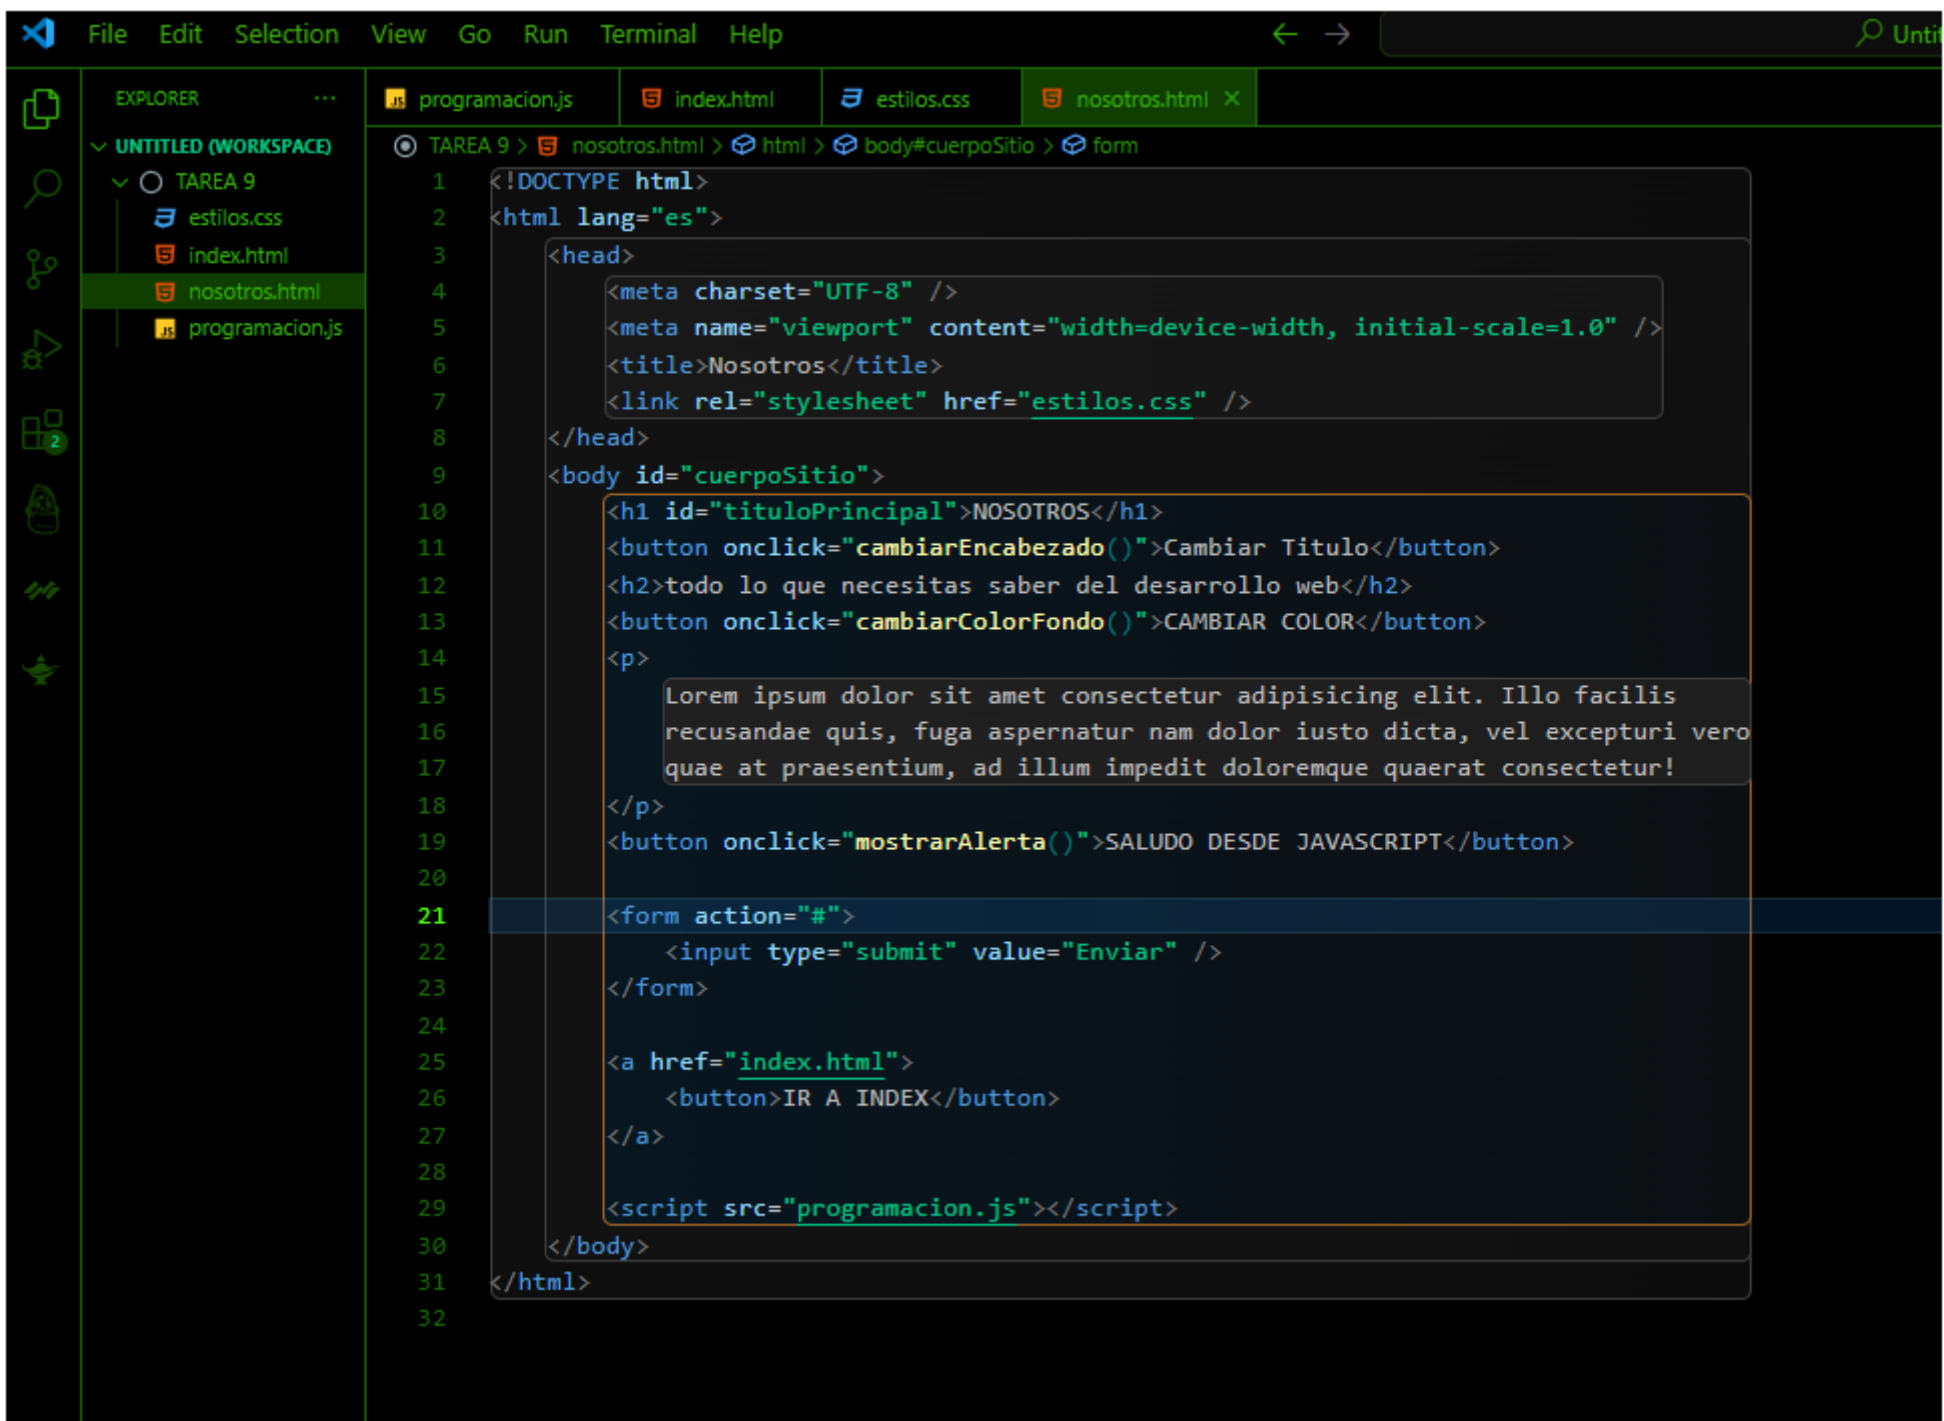 File Edit Selection View Go Run Terminal Help
EXPLORER ...
UNTITLED (WORKSPACE)
TAREA 9
estilos.css
index.html
nosotros.html
programacion.js
2
programacion.js index.html estilos.css nosotros.html
TAREA 9 > nosotros.html > html > body#cuerpoSitio > form
1 <!DOCTYPE html>
2 <html lang="es">
3 <head>
4 <meta charset="UTF-8" />
5 <meta name="viewport" content="width=device-width, initial-scale=1.0" />
6 <title>Nosotros</title>
7 <link rel="stylesheet" href="estilos.css" />
8 </head>
9 <body id="cuerpoSitio">
10 <h1 id="tituloPrincipal">NOSOTROS</h1>
11 <button onclick="cambiarEncabezado()">Cambiar Titulo</button>
12 <h2>todo lo que necesitas saber del desarrollo web</h2>
13 <button onclick="cambiarColorFondo()">CAMBIAR COLOR</button>
14 <p>
15 Lorem ipsum dolor sit amet consectetur adipisicing elit. Illo facilis
16 recusandae quis, fuga aspernatur nam dolor iusto dicta, vel excepturi vero
17 quae at praesentium, ad illum impedit doloremque quaerat consectetur!
18 </p>
19 <button onclick="mostrarAlerta()">SALUDO DESDE JAVASCRIPT</button>
20
21 <form action="#">
22 <input type="submit" value="Enviar" />
23 </form>
24
25 <a href="index.html">
26 <button>IR A INDEX</button>
27 </a>
28
29 <script src="programacion.js"></script>
30 </body>
31 </html>
32